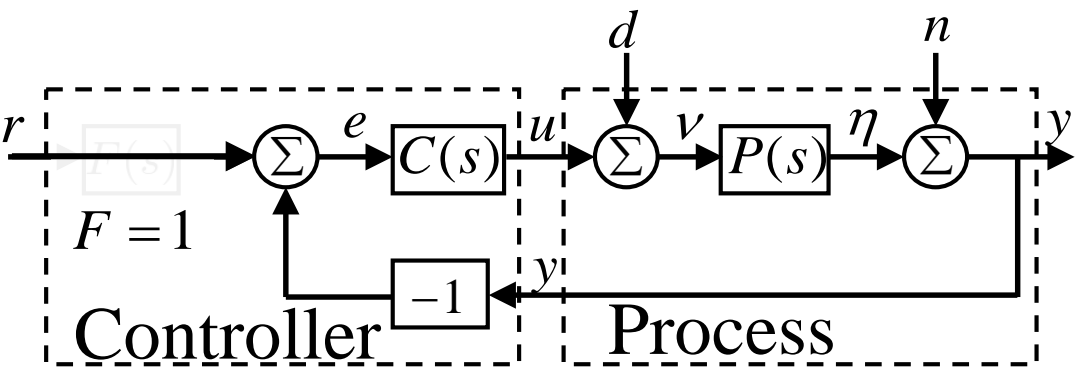 d
n
r
e
u
ν
η
y
Σ
C(s)
Σ
P(s)
Σ
F(s)
F = 1
y
−1
Controller
Process